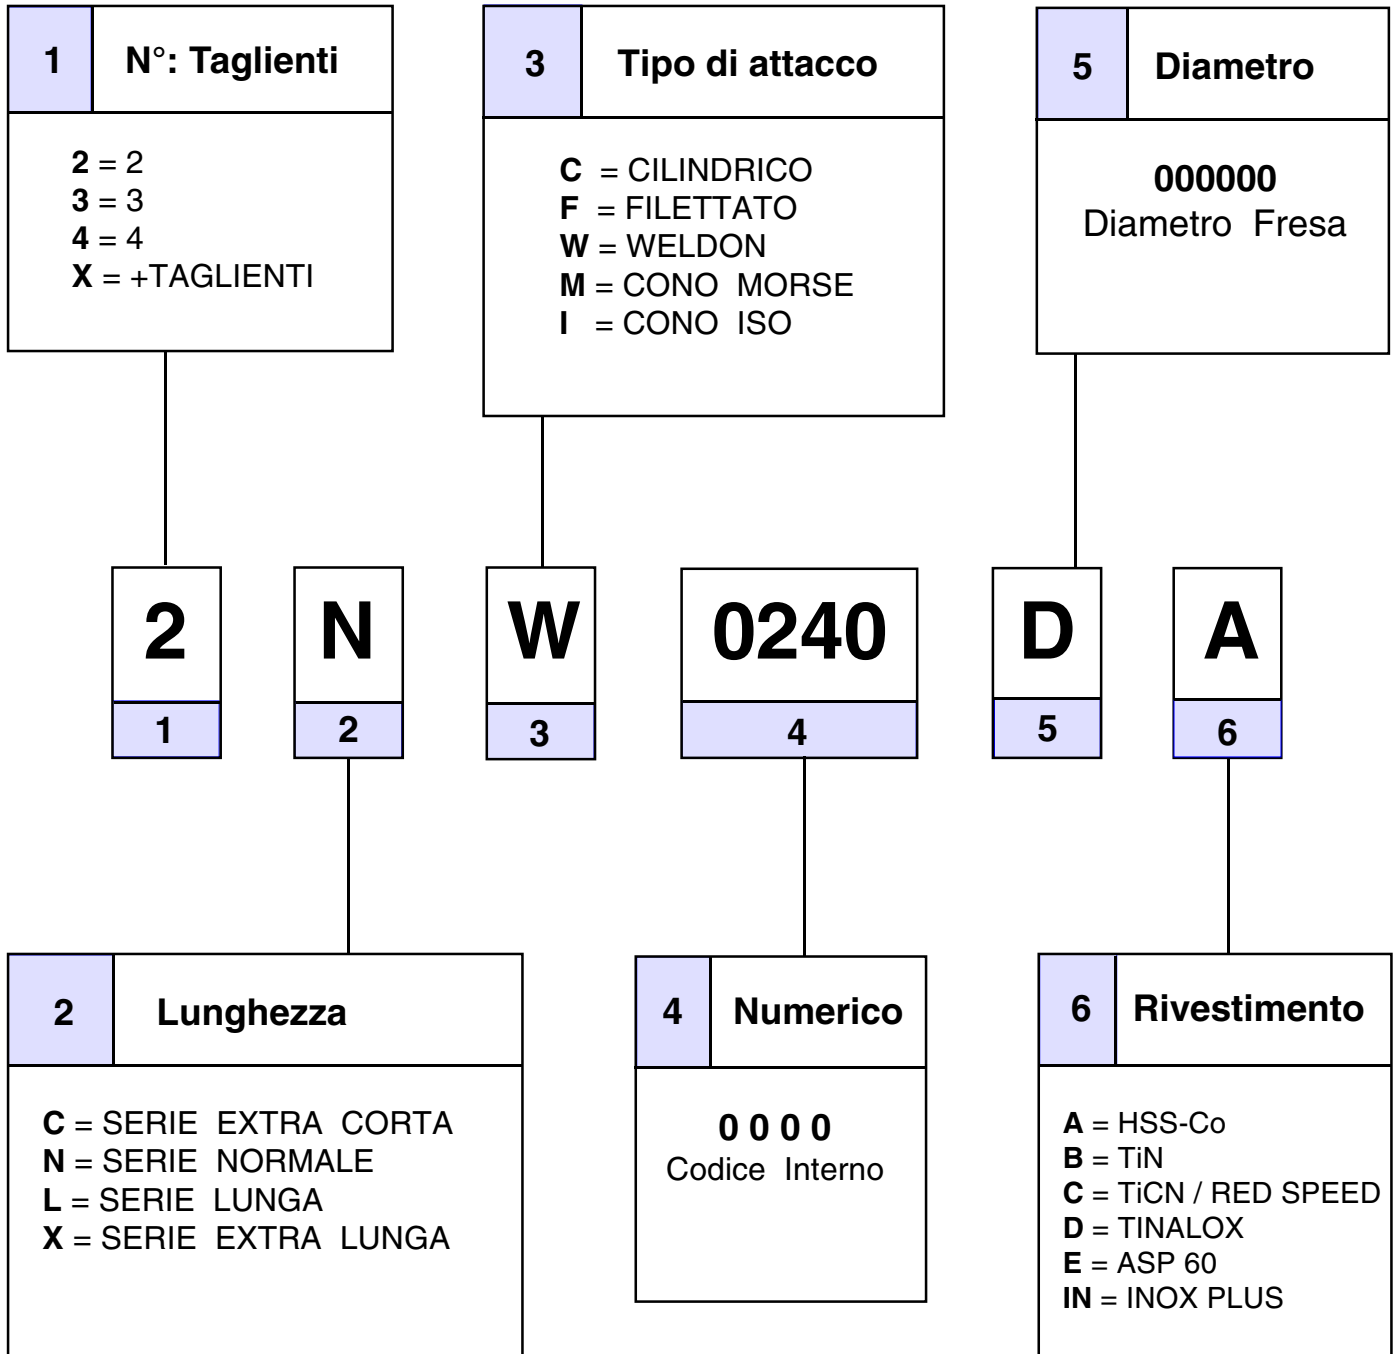 1 N°: Taglienti
2 = 2
3 = 3
4 = 4
X = +TAGLIENTI
3 Tipo di attacco
C = CILINDRICO
F = FILETTATO
W = WELDON
M = CONO MORSE
I = CONO ISO
5 Diametro
000000
Diametro Fresa
2 N W 0240 D A
1 2 3 4 5 6
2 Lunghezza
C = SERIE EXTRA CORTA
N = SERIE NORMALE
L = SERIE LUNGA
X = SERIE EXTRA LUNGA
4 Numerico
0 0 0 0
Codice Interno
6 Rivestimento
A = HSS-Co
B = TiN
C = TiCN / RED SPEED
D = TINALOX
E = ASP 60
IN = INOX PLUS